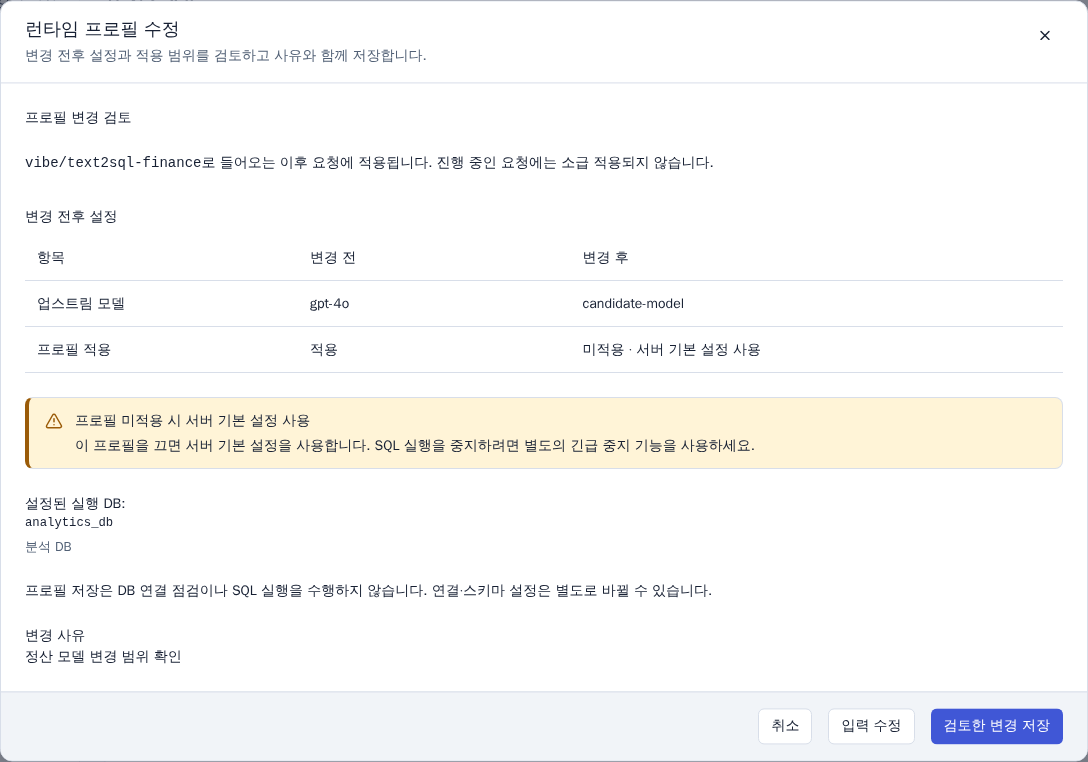 런타임 프로필 수정
변경 전후 설정과 적용 범위를 검토하고 사유와 함께 저장합니다.
프로필 변경 검토
vibe/text2sql-finance로 들어오는 이후 요청에 적용됩니다. 진행 중인 요청에는 소급 적용되지 않습니다.
변경 전후 설정
항목 변경 전 변경 후
업스트림 모델 gpt-4o candidate-model
프로필 적용 적용 미적용 · 서버 기본 설정 사용
프로필 미적용 시 서버 기본 설정 사용
이 프로필을 끄면 서버 기본 설정을 사용합니다. SQL 실행을 중지하려면 별도의 긴급 중지 기능을 사용하세요.
설정된 실행 DB:
analytics_db
분석 DB
프로필 저장은 DB 연결 점검이나 SQL 실행을 수행하지 않습니다. 연결·스키마 설정은 별도로 바뀔 수 있습니다.
변경 사유
정산 모델 변경 범위 확인
취소 입력 수정 검토한 변경 저장